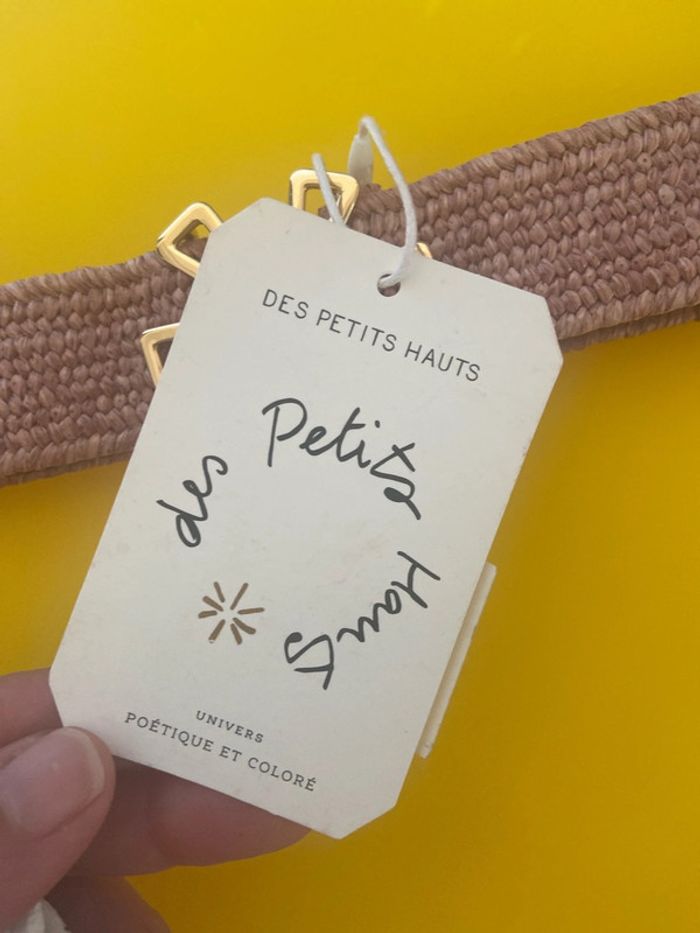 DES PETITS HAUTS
des Petits Hauts
UNIVERS
POÉTIQUE ET COLORÉ